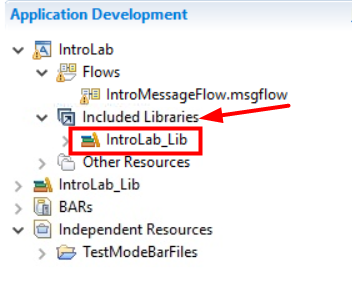 Application Development
IntroLab
Flows
IntroMessageFlow.msgflow
Included Libraries
IntroLab_Lib
Other Resources
IntroLab_Lib
BARs
Independent Resources
TestModeBarFiles